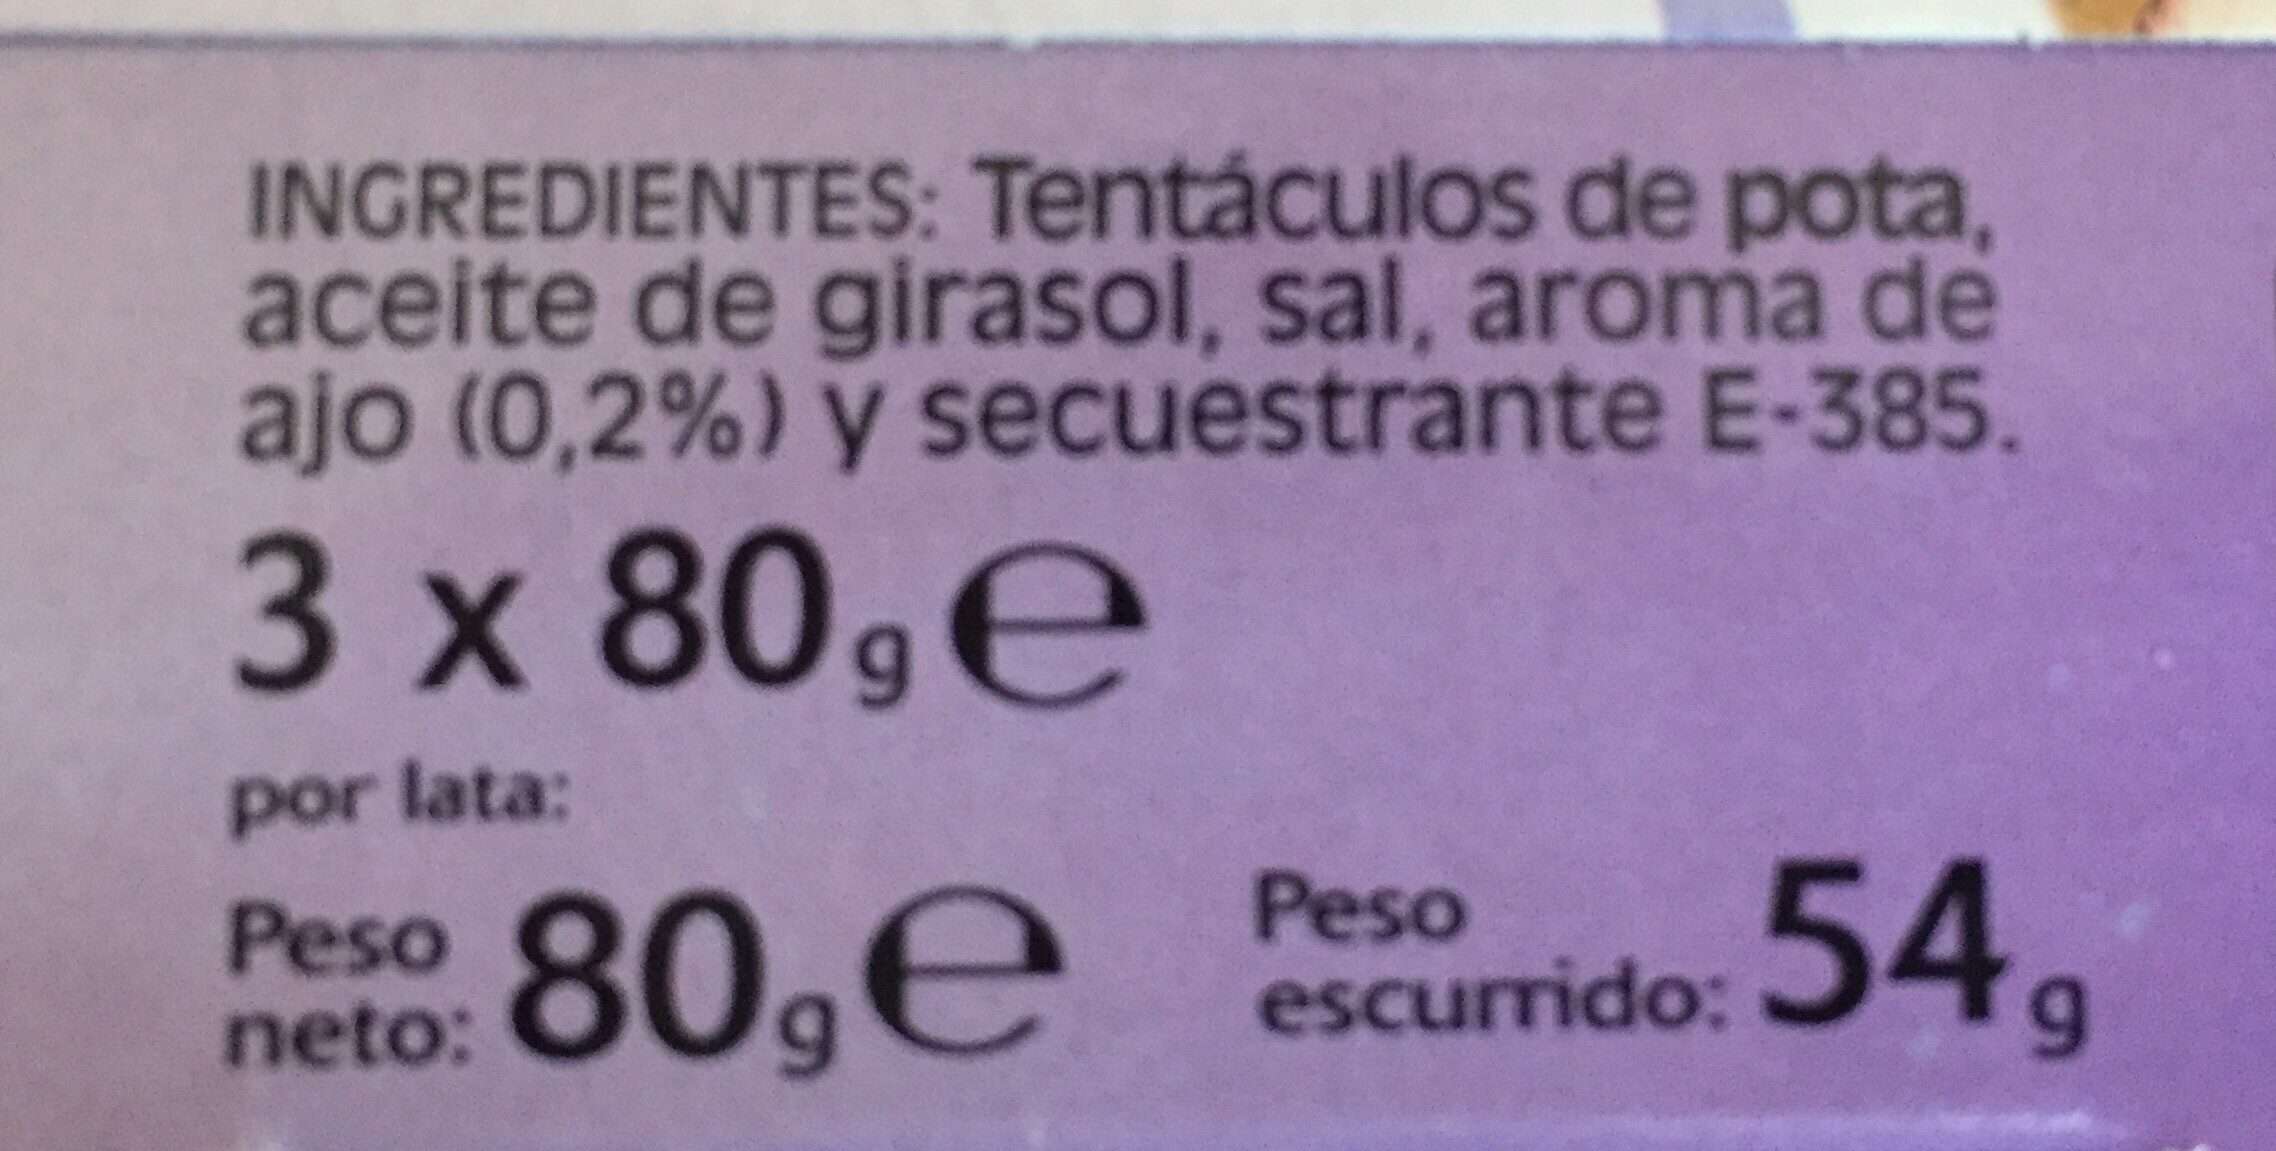 INGREDIENTES: Tentáculos de pota,
aceite de girasol, sal, aroma de
ajo (0,2%) y secuestrante E-385.
3 x 80g e
por lata:
Peso neto: 80g e
Peso escurrido: 54g